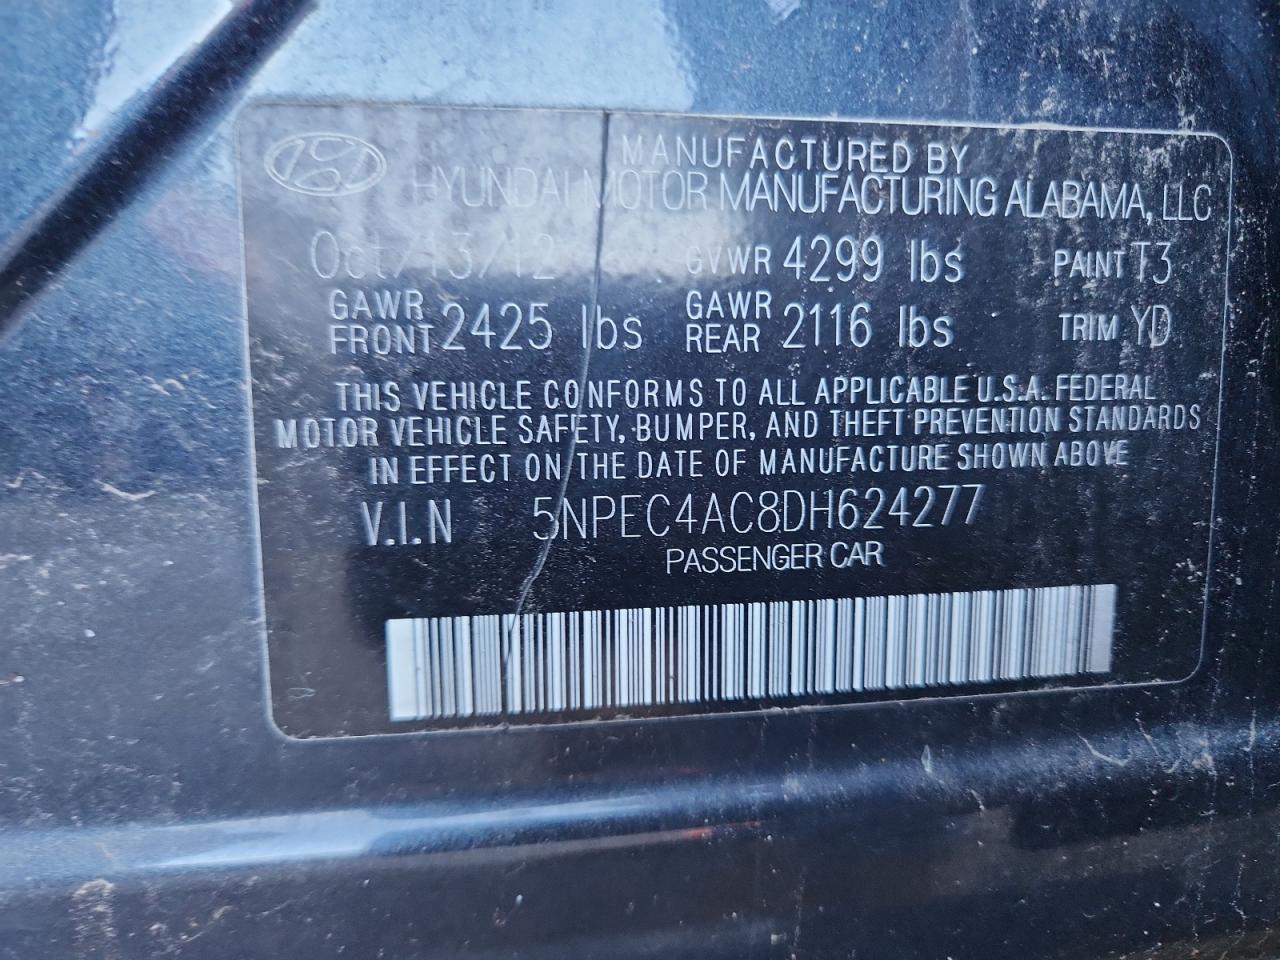 MANUFACTURED BY
HYUNDAI MOTOR MANUFACTURING ALABAMA, LLC
Oct/13/12 GVWR 4299 lbs PAINT T3
GAWR FRONT 2425 lbs GAWR REAR 2116 lbs TRIM YD
THIS VEHICLE CONFORMS TO ALL APPLICABLE U.S.A. FEDERAL
MOTOR VEHICLE SAFETY, BUMPER, AND THEFT PREVENTION STANDARDS
IN EFFECT ON THE DATE OF MANUFACTURE SHOWN ABOVE
V.I.N 5NPEC4AC8DH624277
PASSENGER CAR